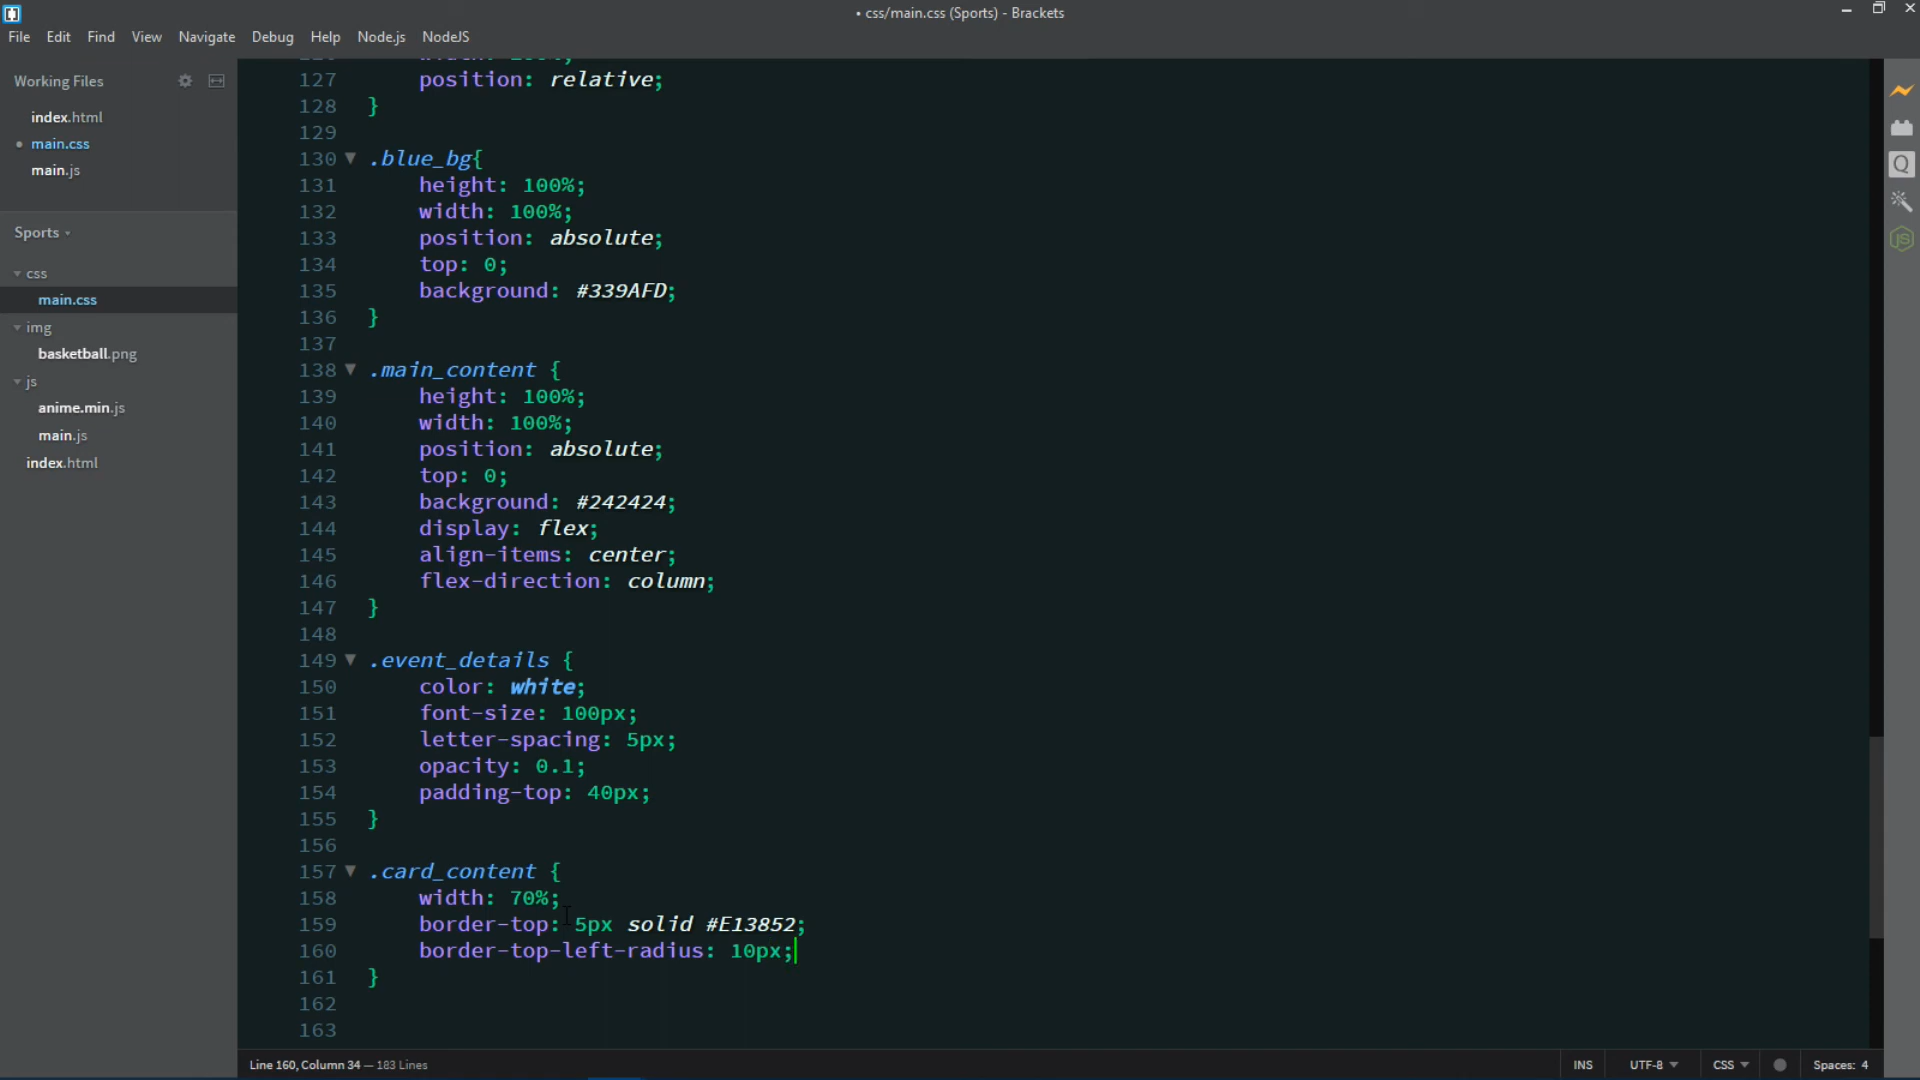 • css/main.css (Sports) - Brackets
File Edit Find View Navigate Debug Help Node.js NodeJS
Working Files
index.html
• main.css
main.js
Sports
css
main.css
img
basketball.png
js
anime.min.js
main.js
index.html
127 position: relative;
128 }
129
130 .blue_bg{
131 height: 100%;
132 width: 100%;
133 position: absolute;
134 top: 0;
135 background: #339AFD;
136 }
137
138 .main_content {
139 height: 100%;
140 width: 100%;
141 position: absolute;
142 top: 0;
143 background: #242424;
144 display: flex;
145 align-items: center;
146 flex-direction: column;
147 }
148
149 .event_details {
150 color: white;
151 font-size: 100px;
152 letter-spacing: 5px;
153 opacity: 0.1;
154 padding-top: 40px;
155 }
156
157 .card_content {
158 width: 70%;
159 border-top: 5px solid #E13852;
160 border-top-left-radius: 10px;
161 }
162
163
Q
JS
Line 160, Column 34 — 183 Lines
INS UTF-8 CSS Spaces: 4